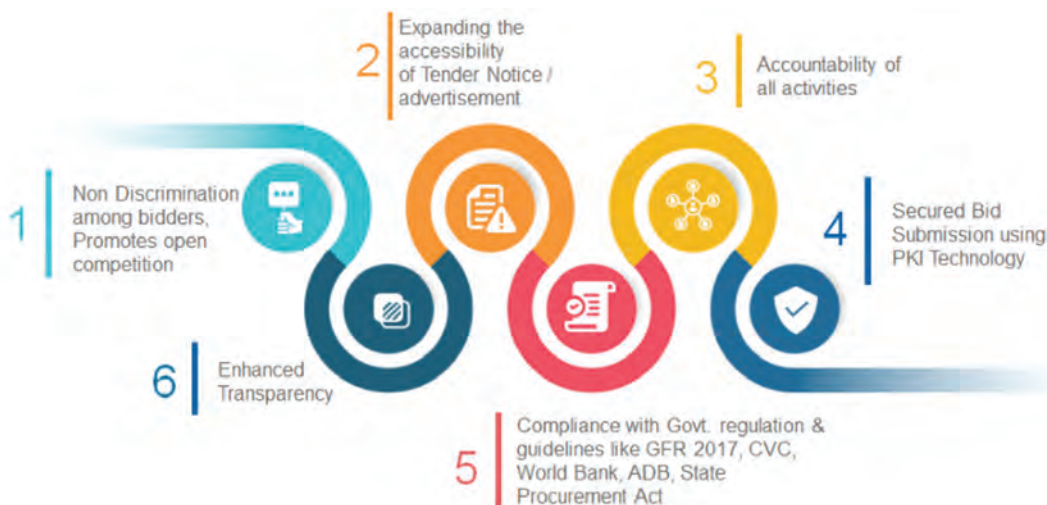 1
Non Discrimination
among bidders,
Promotes open
competition
2
Expanding the
accessibility
of Tender Notice /
advertisement
3
Accountability of
all activities
4
Secured Bid
Submission using
PKI Technology
5
Compliance with Govt. regulation &
guidelines like GFR 2017, CVC,
World Bank, ADB, State
Procurement Act
6
Enhanced
Transparency